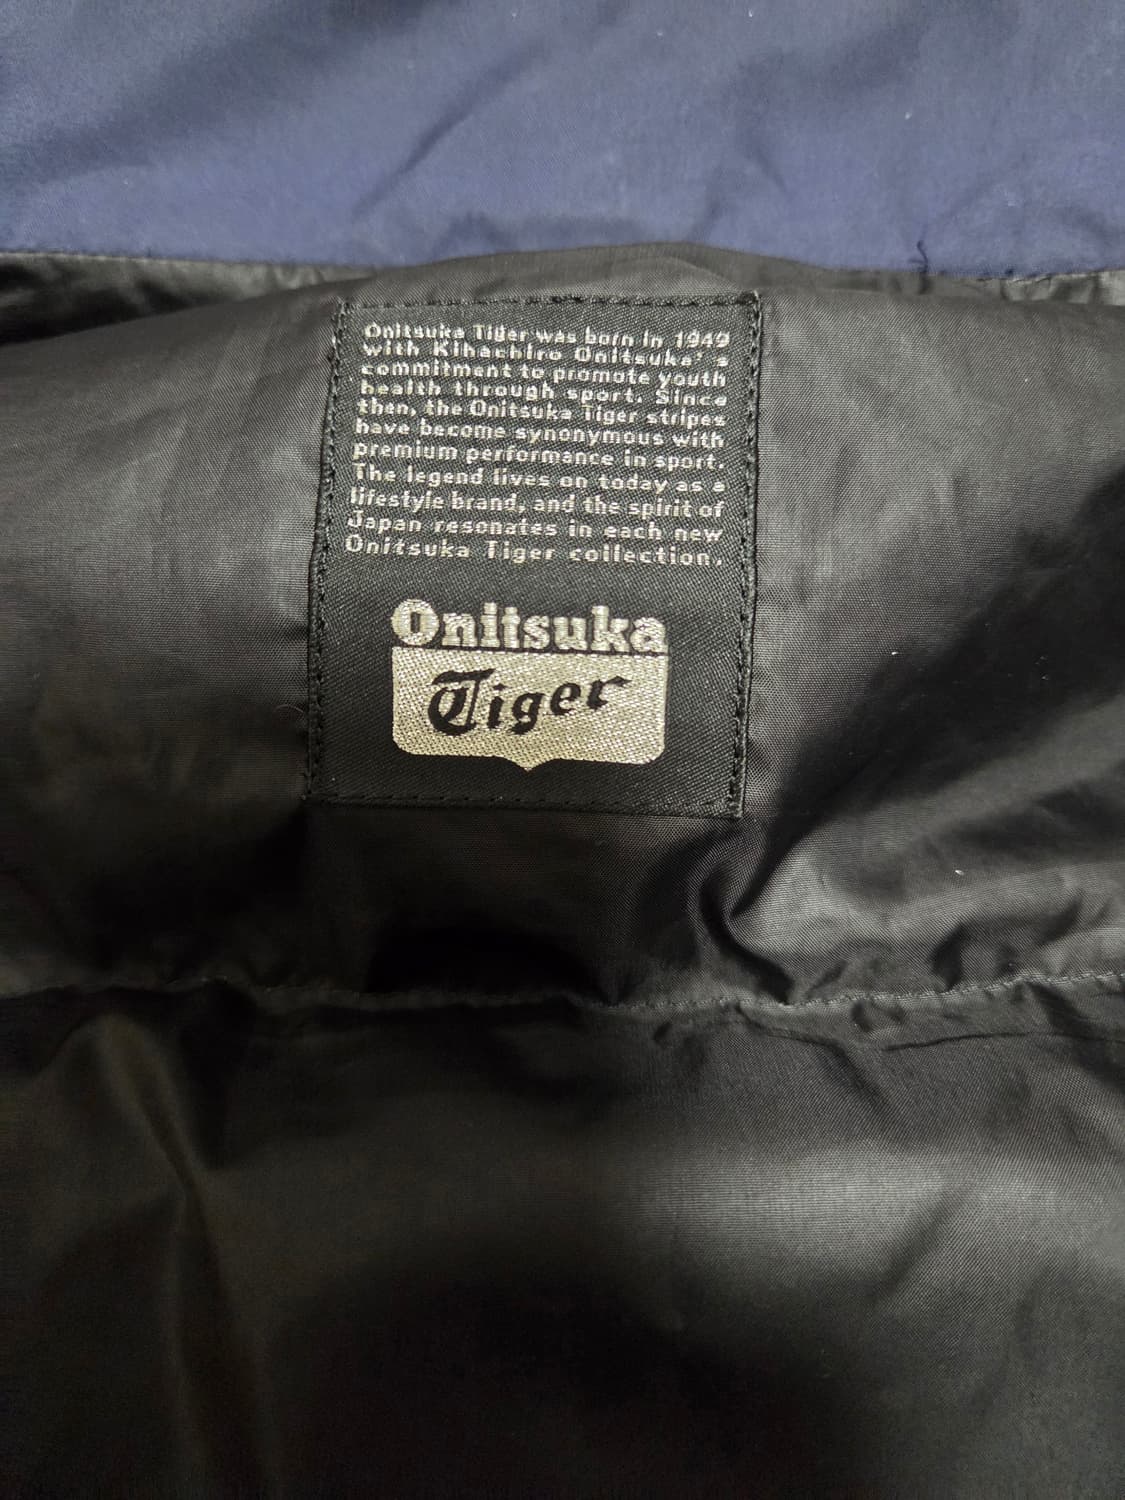 Onitsuka Tiger was born in 1949
with Kihachiro Onitsuka's
commitment to promote youth
health through sport. Since
then, the Onitsuka Tiger stripes
have become synonymous with
premium performance in sport.
The legend lives on today as a
lifestyle brand, and the spirit of
Japan resonates in each new
Onitsuka Tiger collection.
Onitsuka
Tiger